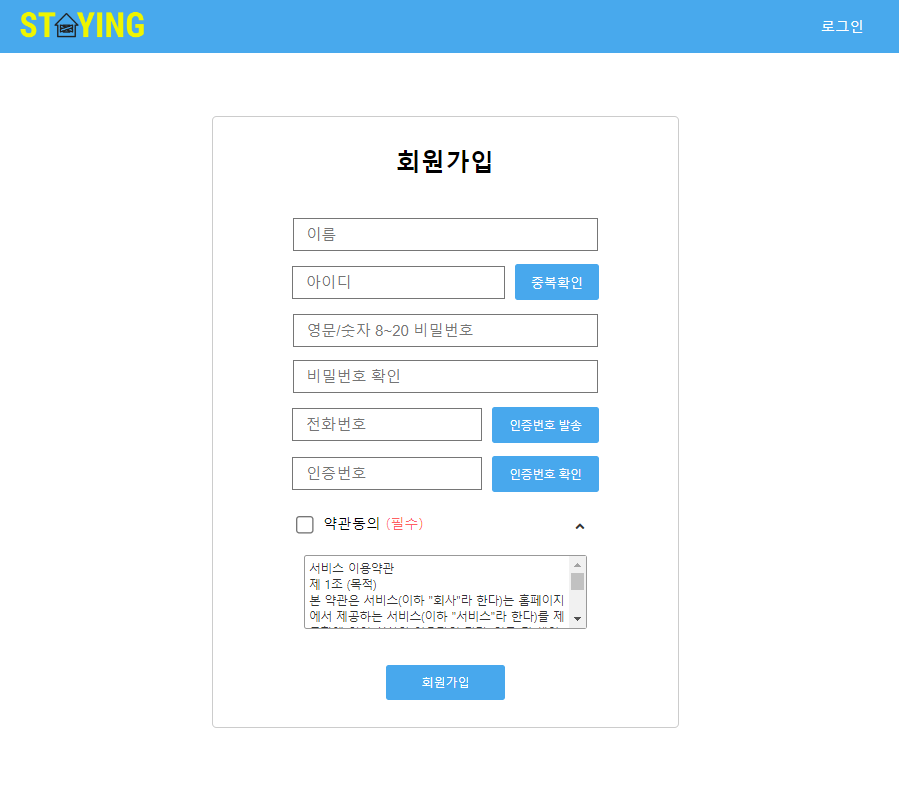 STAYING
로그인
회원가입
이름
아이디
중복확인
영문/숫자 8~20 비밀번호
비밀번호 확인
전화번호
인증번호 발송
인증번호
인증번호 확인
약관동의 (필수)
서비스 이용약관
제 1조 (목적)
본 약관은 서비스(이하 "회사"라 한다)는 홈페이지
에서 제공하는 서비스(이하 "서비스"라 한다)를 제
회원가입